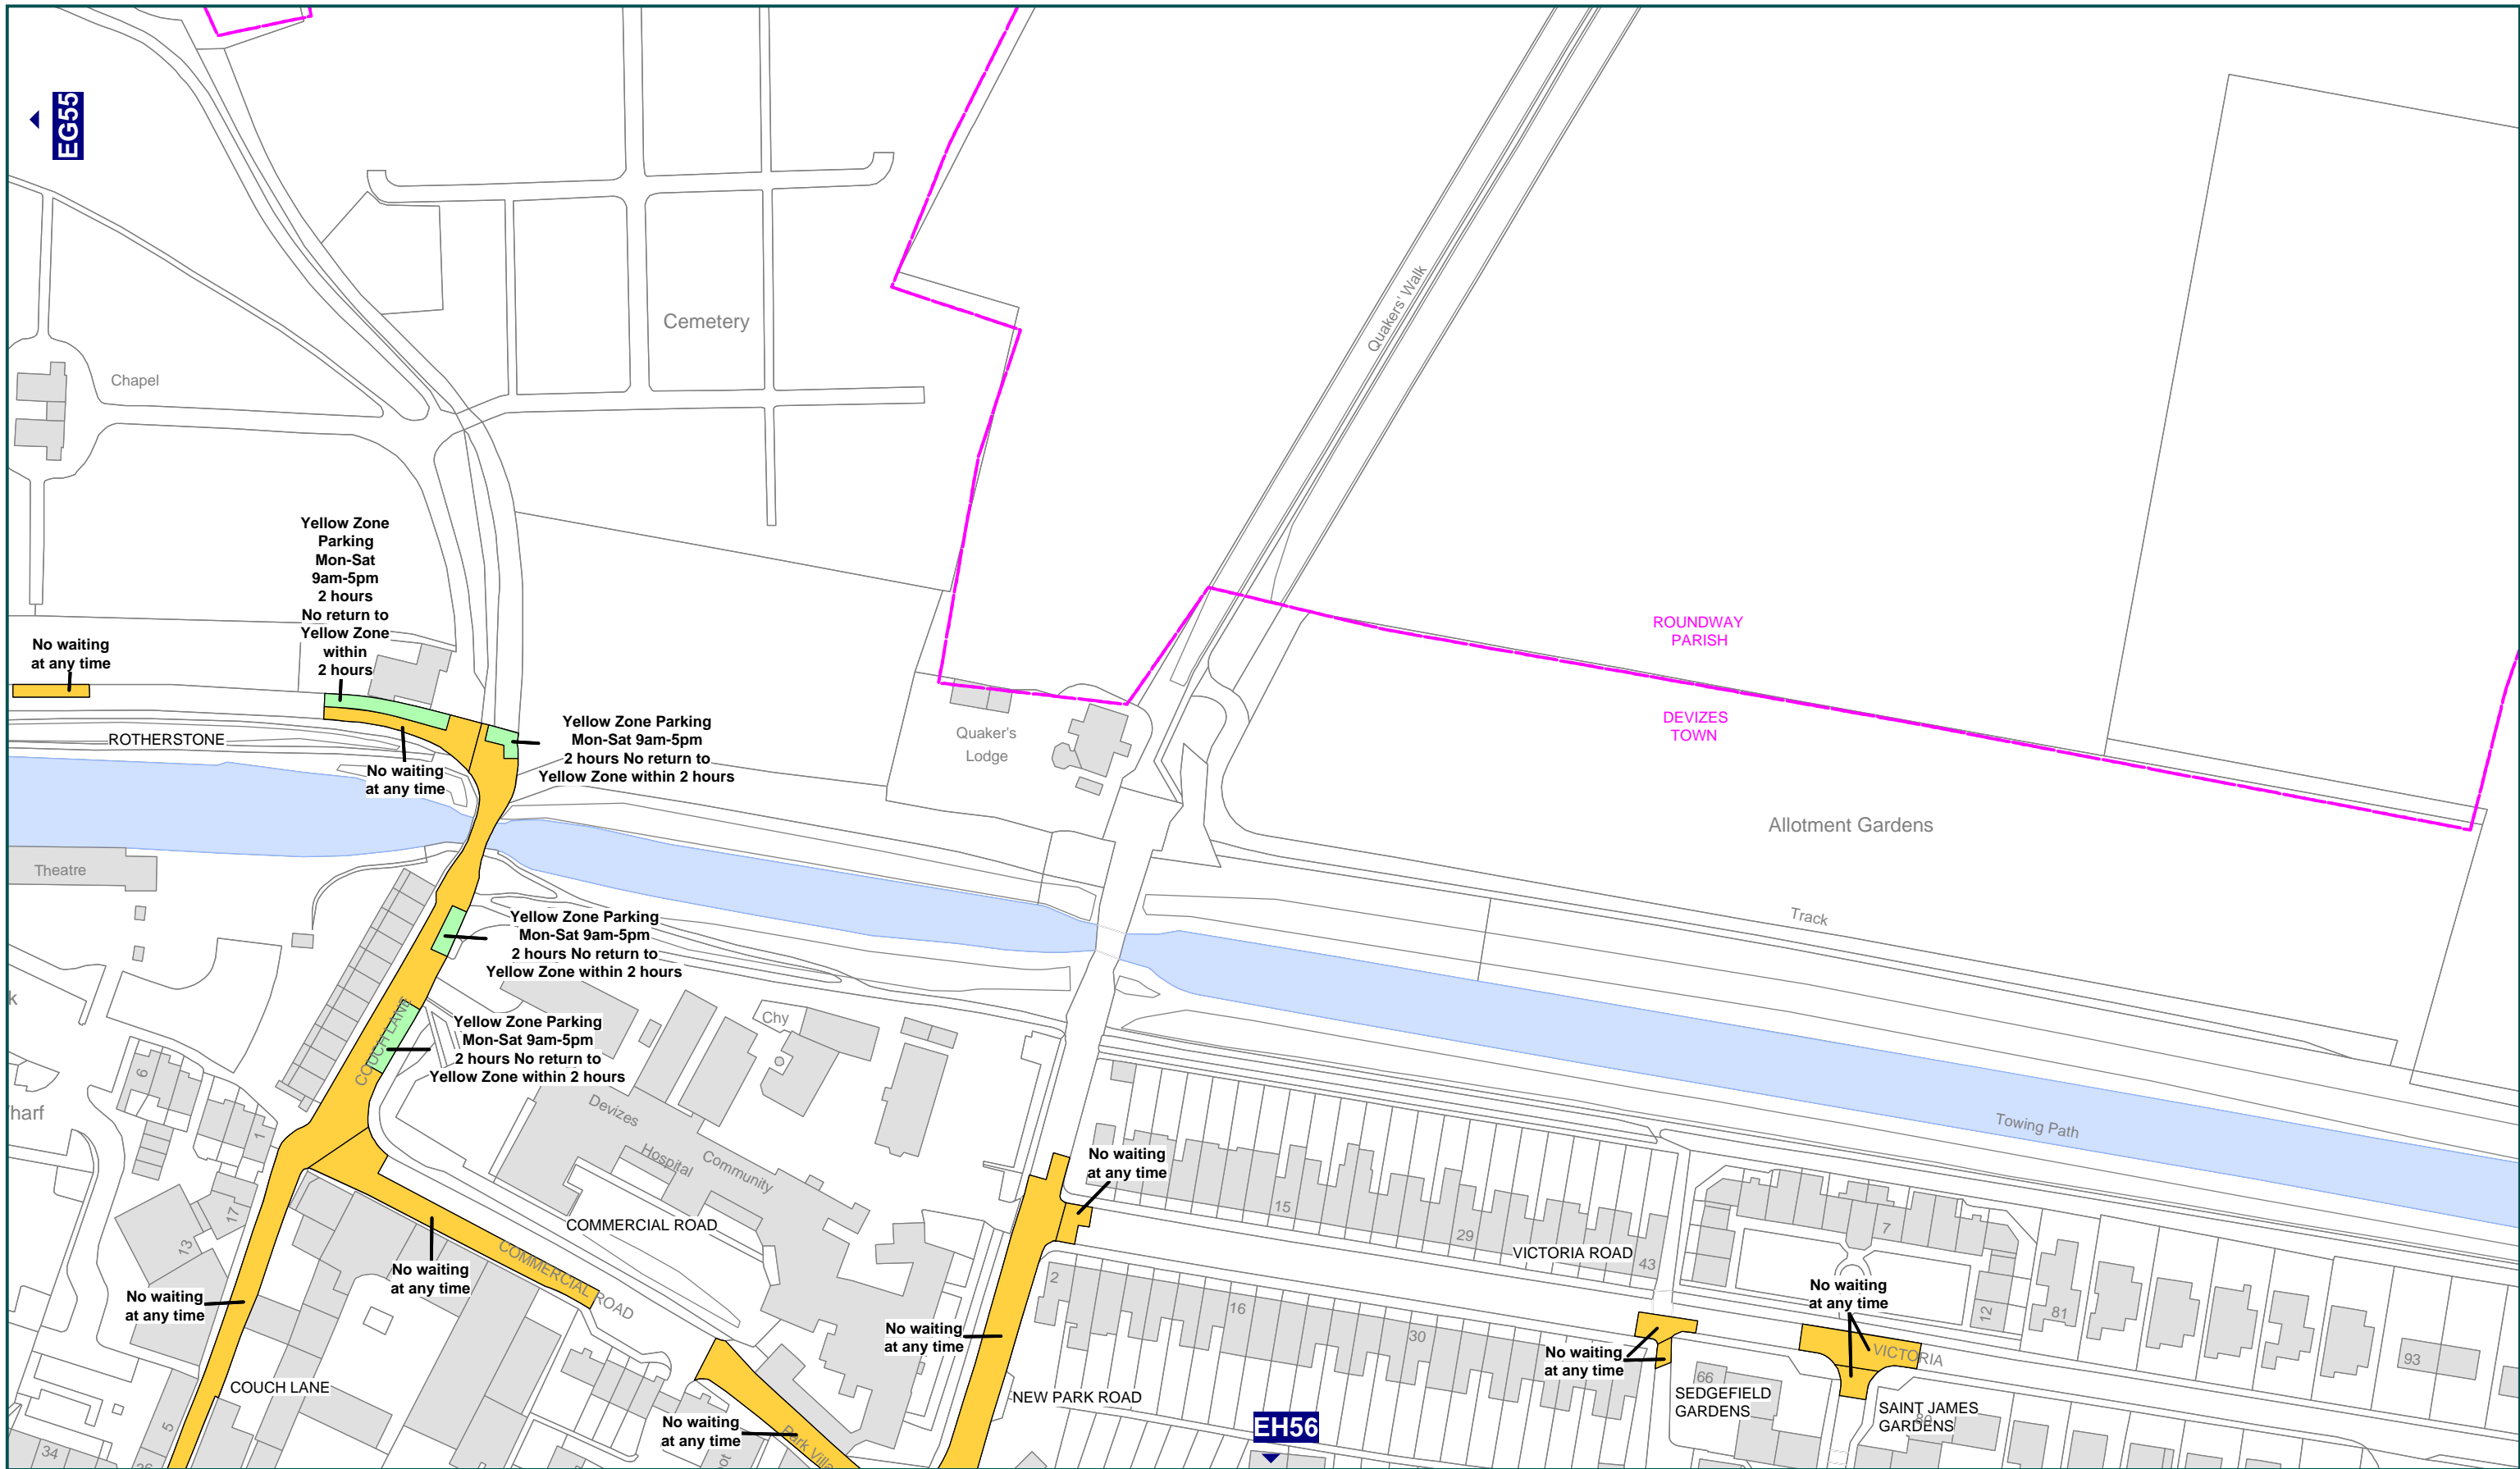 EG55
Cemetery
Quakers' Walk
Chapel
Yellow Zone
Parking
Mon-Sat
9am-5pm
2 hours
No return to
Yellow Zone
within
2 hours
No waiting
at any time
ROUNDWAY
PARISH
DEVIZES
TOWN
Yellow Zone Parking
Mon-Sat 9am-5pm
2 hours No return to
Yellow Zone within 2 hours
Quaker's
Lodge
ROTHERSTONE
No waiting
at any time
Allotment Gardens
Theatre
Track
Yellow Zone Parking
Mon-Sat 9am-5pm
2 hours No return to
Yellow Zone within 2 hours
k
Chy
COUCH LANE
Yellow Zone Parking
Mon-Sat 9am-5pm
2 hours No return to
Yellow Zone within 2 hours
6
harf
1
Devizes
Community
Hospital
Towing Path
No waiting
at any time
15
29
43
VICTORIA ROAD
7
12
81
93
17
13
COMMERCIAL ROAD
COMMERCIAL ROAD
No waiting
at any time
No waiting
at any time
2
16
30
No waiting
at any time
No waiting
at any time
No waiting
at any time
VICTORIA
66
SEDGEFIELD
GARDENS
SAINT JAMES
GARDENS
80
COUCH LANE
NEW PARK ROAD
5
34
No waiting
at any time
Park Villa
EH56